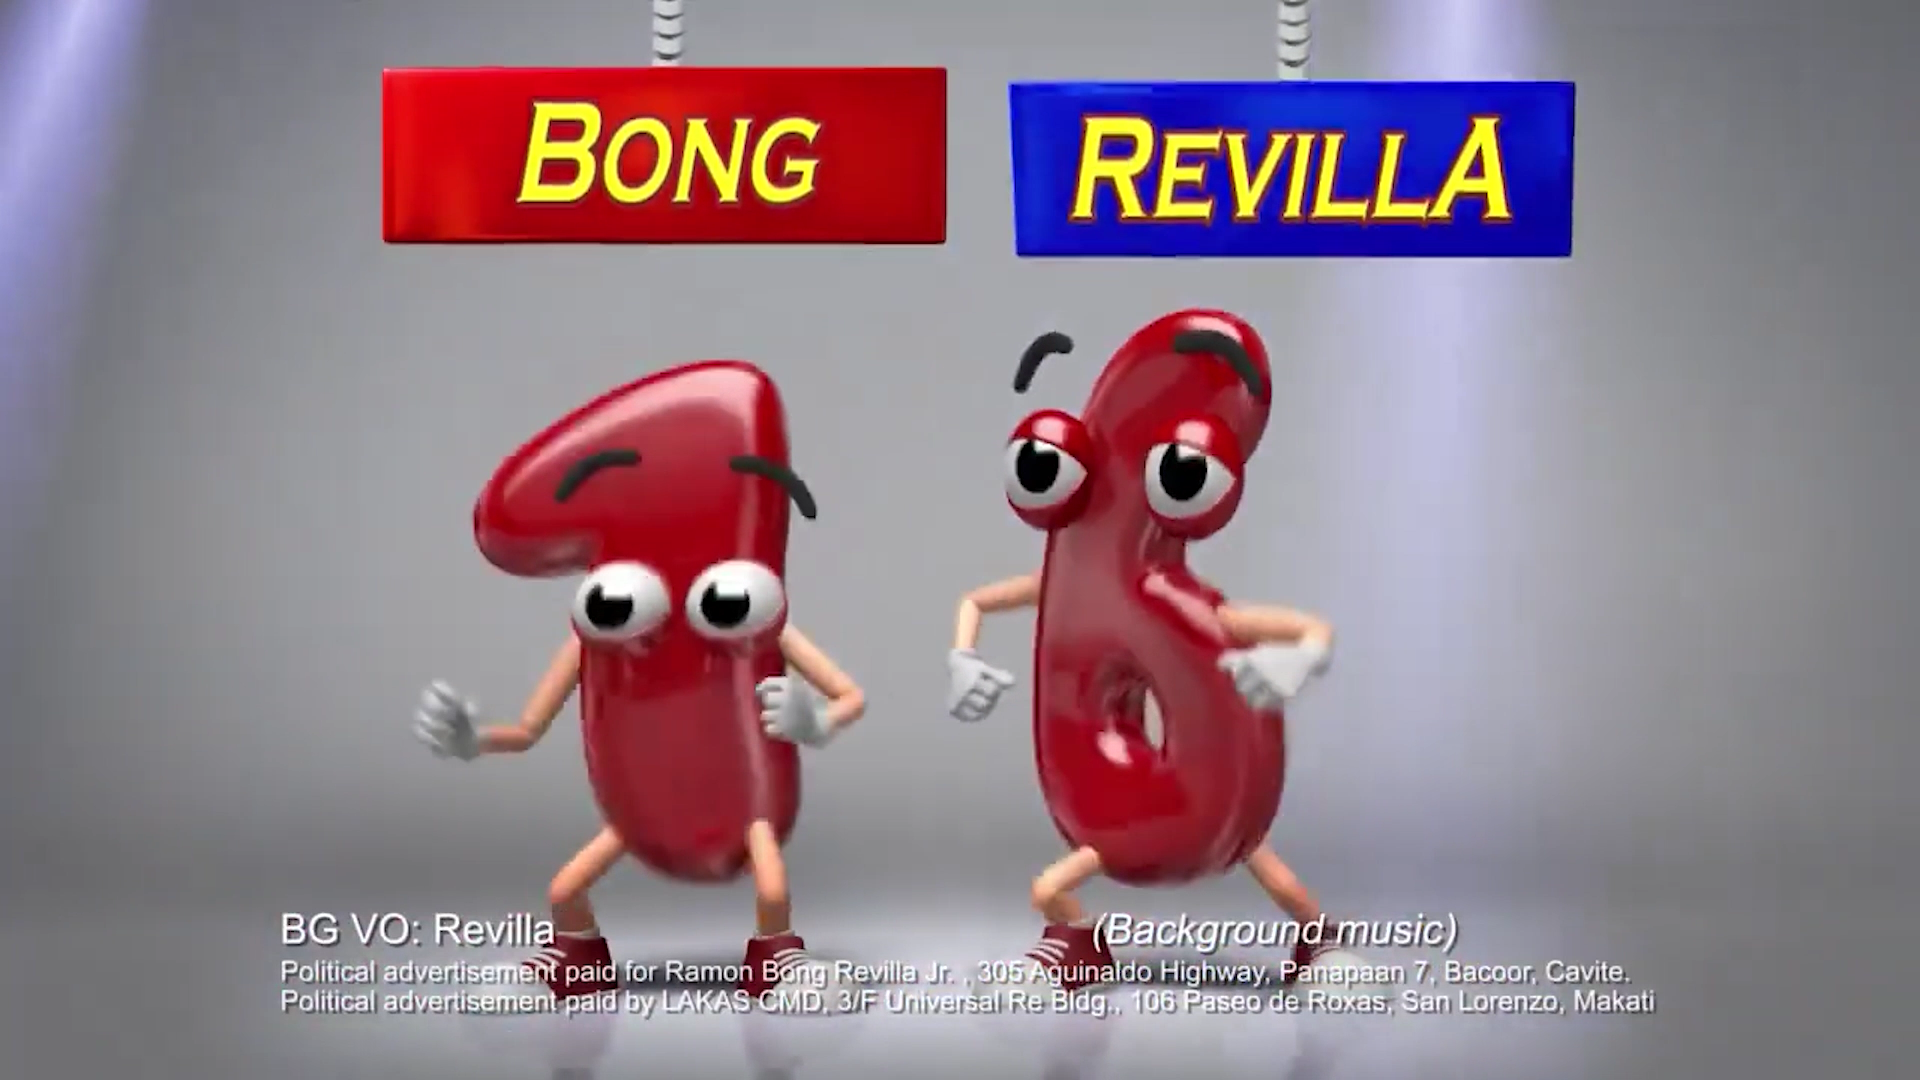 BONG
REVILLA
16
BG VO: Revilla
(Background music)
Political advertisement paid for Ramon Bong Revilla Jr. , 305 Aguinaldo Highway, Panapaan 7, Bacoor, Cavite.
Political advertisement paid by LAKAS CMD, 3/F Universal Re Bldg., 106 Paseo de Roxas, San Lorenzo, Makati